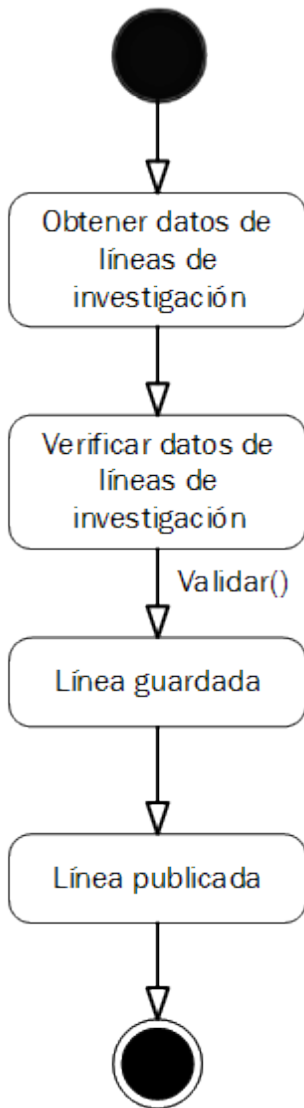 Obtener datos de
líneas de
investigación
Verificar datos de
líneas de
investigación
Validar()
Línea guardada
Línea publicada